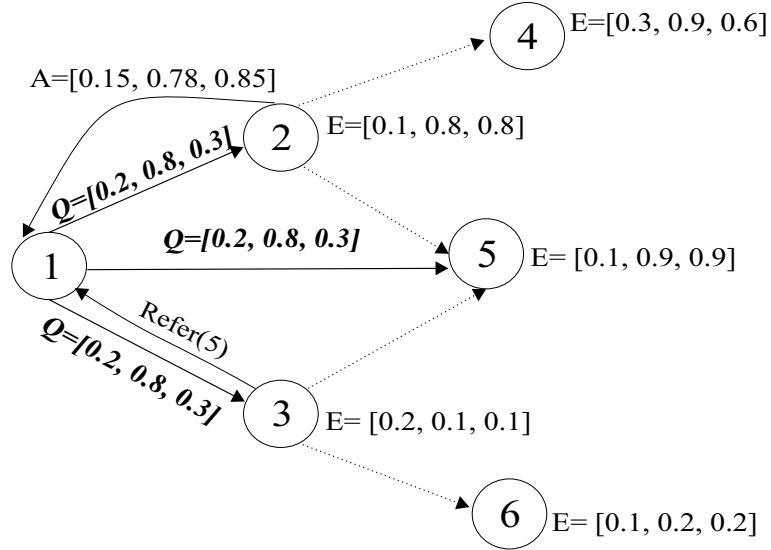 4
E=[0.3, 0.9, 0.6]
A=[0.15, 0.78, 0.85]
2
E=[0.1, 0.8, 0.8]
Q=[0.2, 0.8, 0.3]
Q=[0.2, 0.8, 0.3]
1
5
E= [0.1, 0.9, 0.9]
Refer(5)
Q=[0.2, 0.8, 0.3]
3
E= [0.2, 0.1, 0.1]
6
E= [0.1, 0.2, 0.2]